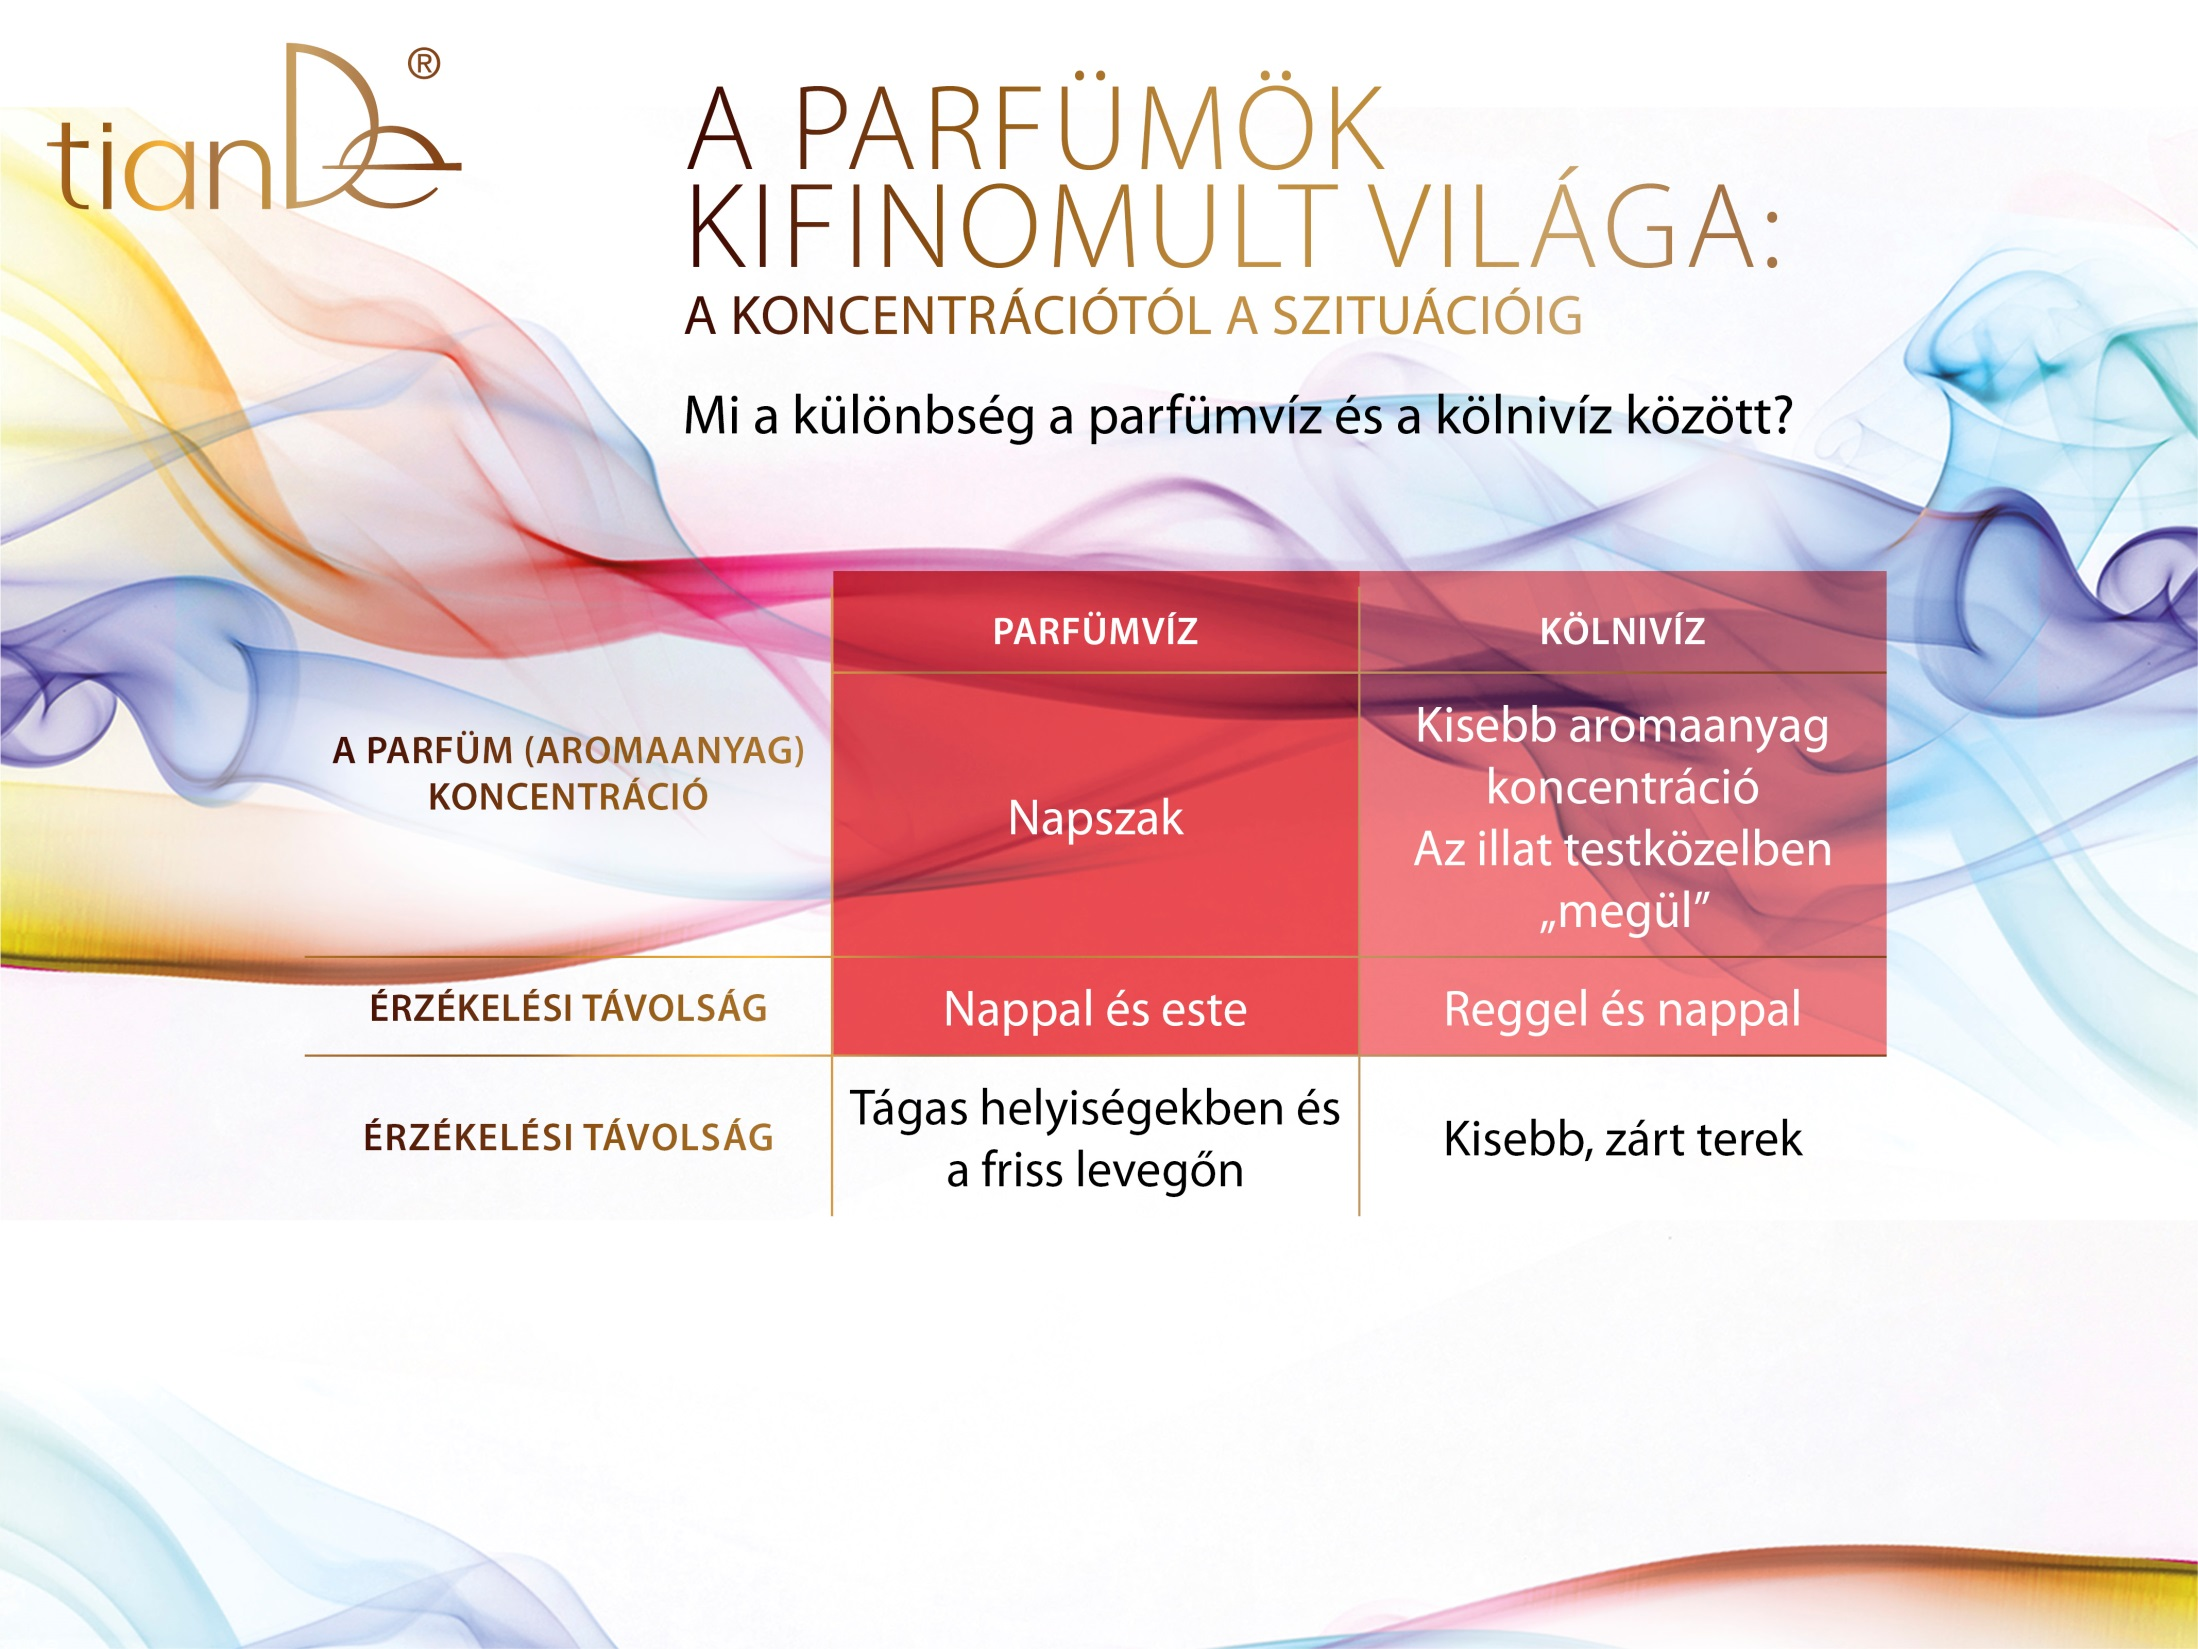 tianDe®
A PARFÜMÖK
KIFINOMULT VILÁGA:
A KONCENTRÁCIÓTÓL A SZITUÁCIÓIG
Mi a különbség a parfümvíz és a kölnivíz között?
PARFÜMVÍZ
KÖLNIVÍZ
A PARFÜM (AROMAANYAG)
KONCENTRÁCIÓ
Napszak
Kisebb aromaanyag
koncentráció
Az illat testközelben
„megül”
ÉRZÉKELÉSI TÁVOLSÁG
Nappal és este
Reggel és nappal
ÉRZÉKELÉSI TÁVOLSÁG
Tágas helyiségekben és
a friss levegőn
Kisebb, zárt terek